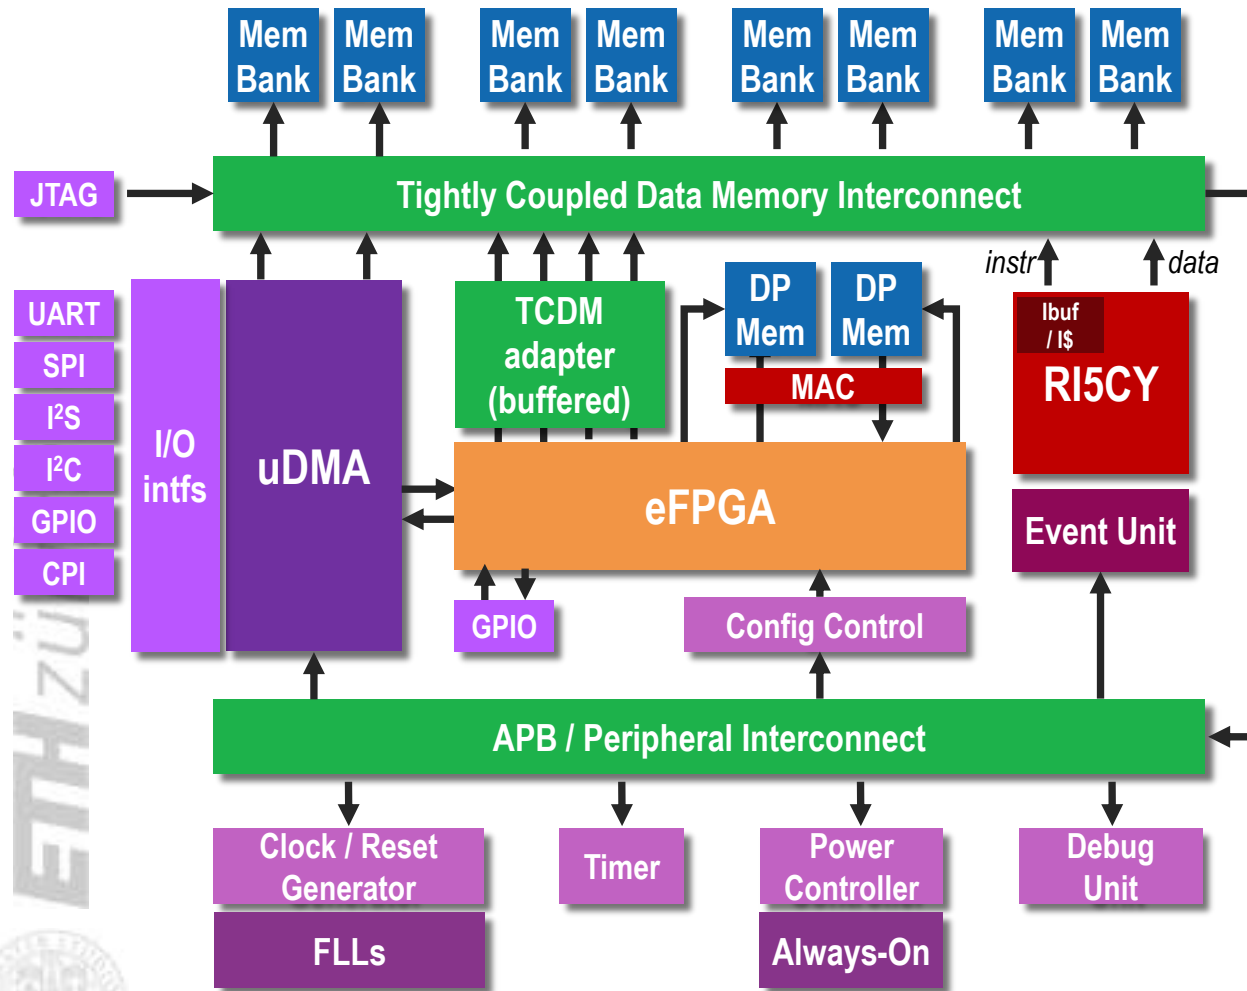 Mem
Bank
Mem
Bank
Mem
Bank
Mem
Bank
Mem
Bank
Mem
Bank
Mem
Bank
Mem
Bank
JTAG
Tightly Coupled Data Memory Interconnect
instr
data
UART
SPI
I²S
I²C
GPIO
CPI
I/O
intfs
uDMA
TCDM
adapter
(buffered)
DP
Mem
DP
Mem
MAC
Ibuf
/ I$
RI5CY
eFPGA
Event Unit
GPIO
Config Control
APB / Peripheral Interconnect
Clock / Reset
Generator
Timer
Power
Controller
Debug
Unit
FLLs
Always-On
ETH zü